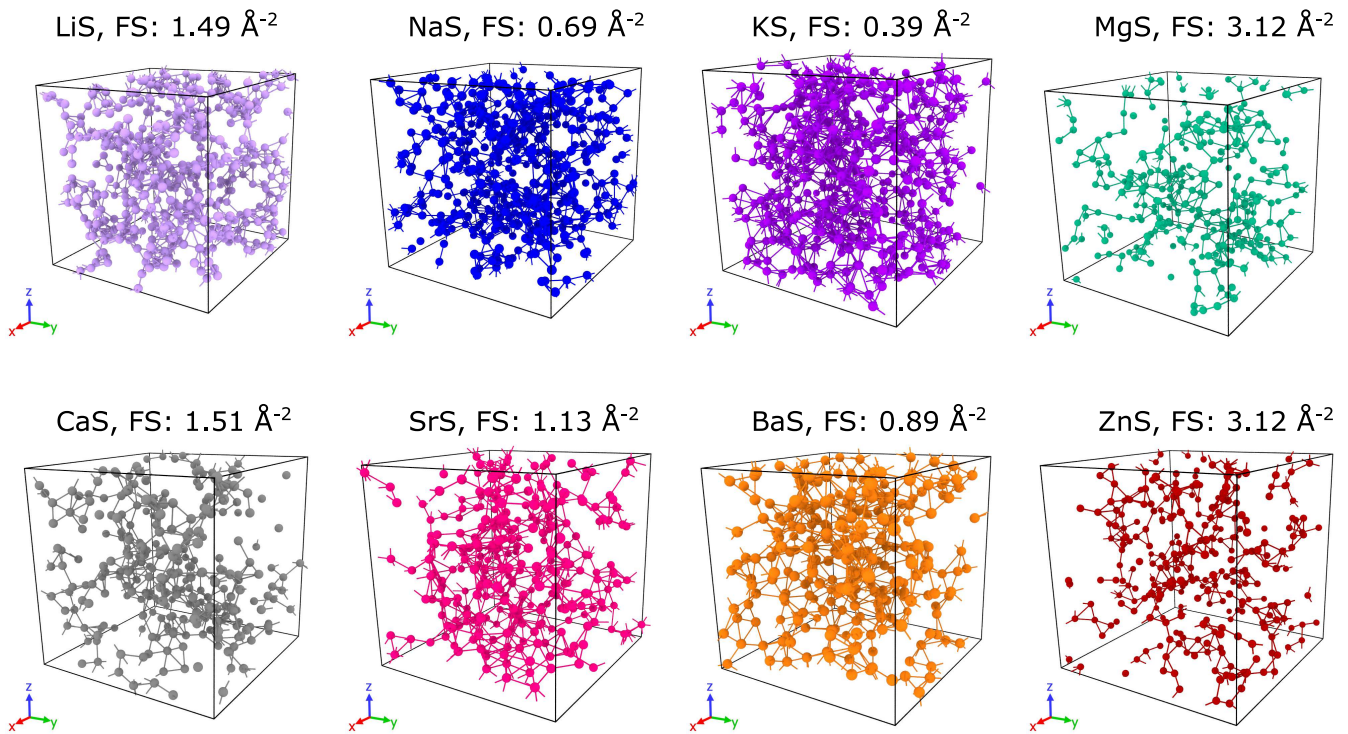 LiS, FS: 1.49 Å⁻²
NaS, FS: 0.69 Å⁻²
KS, FS: 0.39 Å⁻²
MgS, FS: 3.12 Å⁻²
z
x y
z
x y
z
x y
z
x y
CaS, FS: 1.51 Å⁻²
SrS, FS: 1.13 Å⁻²
BaS, FS: 0.89 Å⁻²
ZnS, FS: 3.12 Å⁻²
z
x y
z
x y
z
x y
z
x y